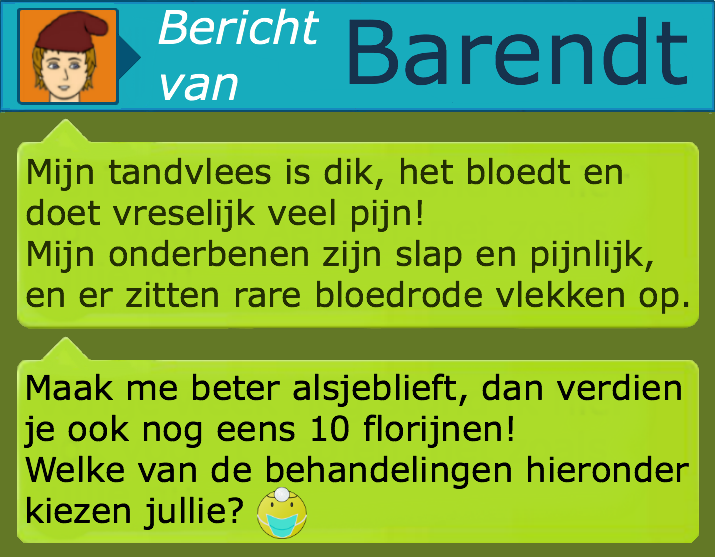 Bericht
van
Barendt
Mijn tandvlees is dik, het bloedt en
doet vreselijk veel pijn!
Mijn onderbenen zijn slap en pijnlijk,
en er zitten rare bloedrode vlekken op.
Maak me beter alsjeblieft, dan verdien
je ook nog eens 10 florijnen!
Welke van de behandelingen hieronder
kiezen jullie?